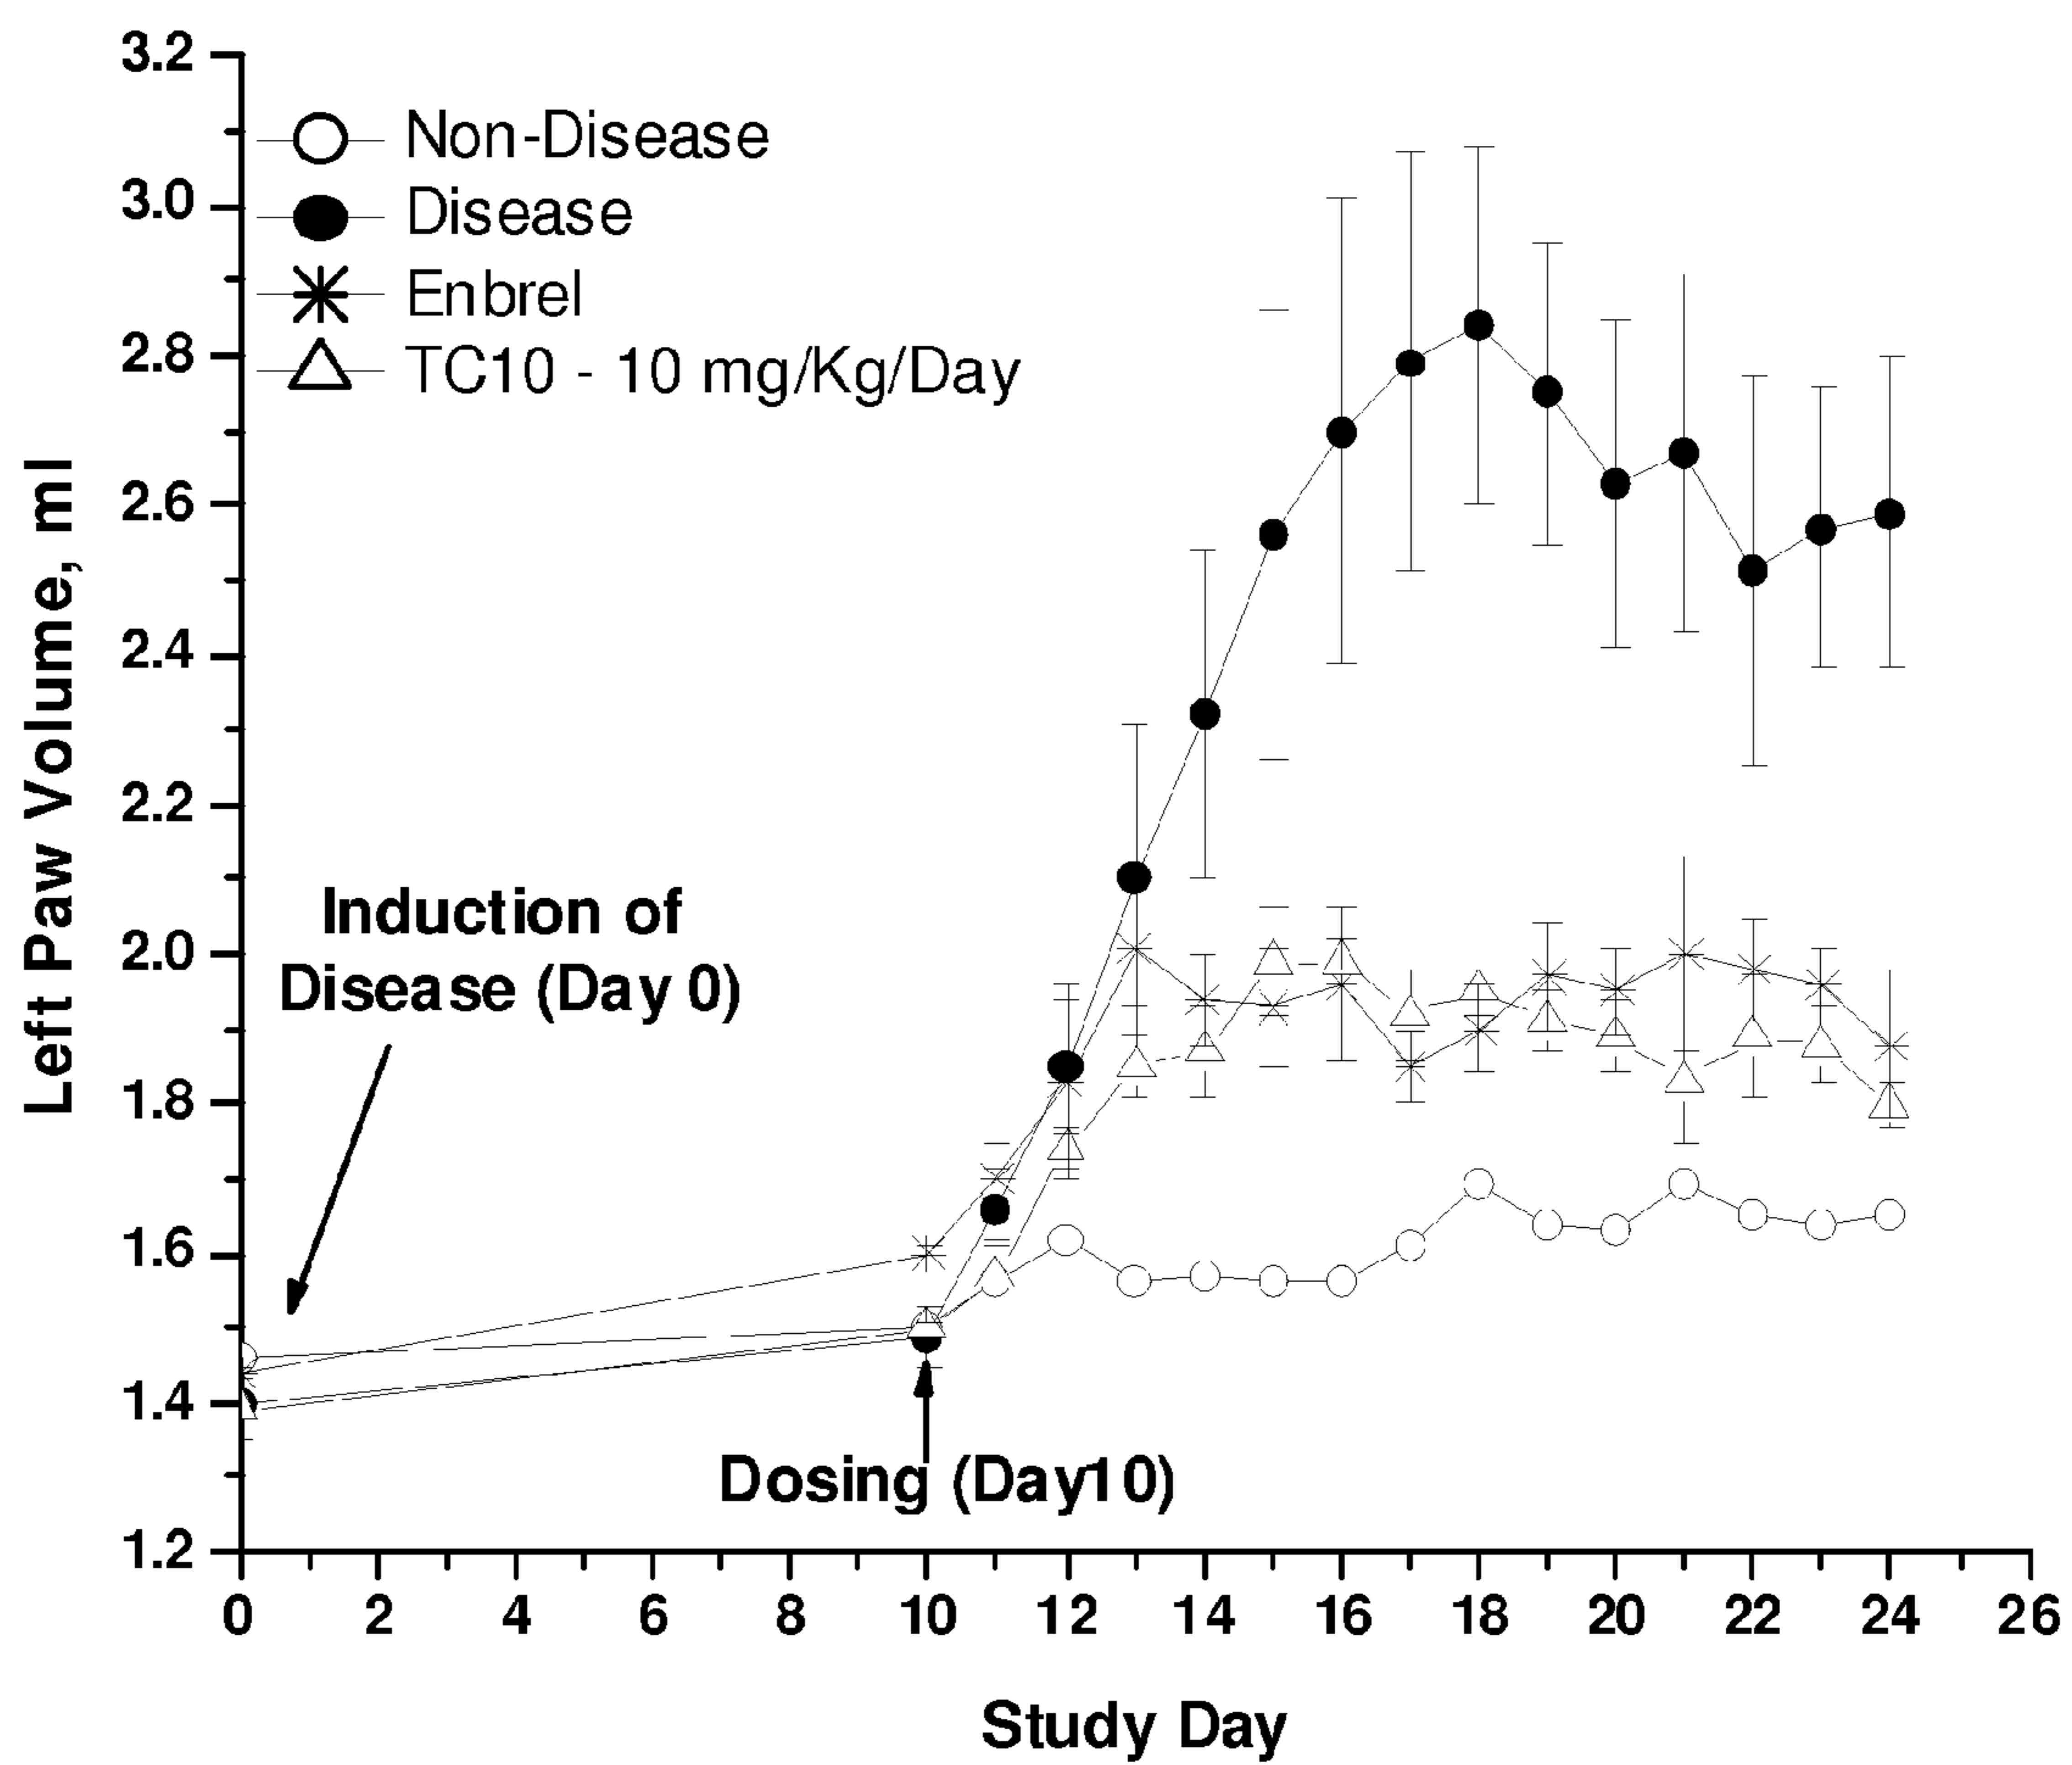 3.2
3.0
2.8
2.6
2.4
2.2
2.0
1.8
1.6
1.4
1.2
Left Paw Volume, ml
Non-Disease
Disease
Enbrel
TC10 - 10 mg/Kg/Day
Induction of
Disease (Day 0)
Dosing (Day10)
0 2 4 6 8 10 12 14 16 18 20 22 24 26
Study Day